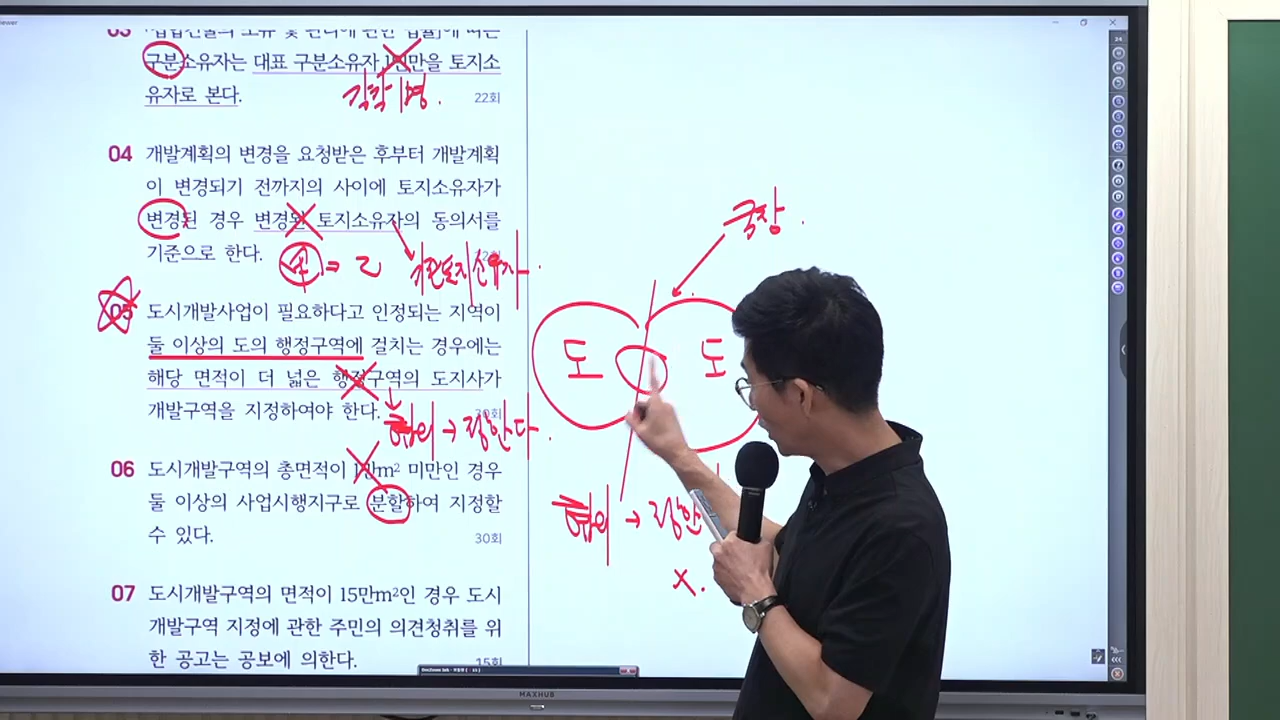 03
구분소유자는 대표 구분소유자 1인만을 토지소
유자로 본다.
각각 1명.
22회
04 개발계획의 변경을 요청받은 후부터 개발계획
이 변경되기 전까지의 사이에 토지소유자가
변경된 경우 변경된 토지소유자의 동의서를
기준으로 한다.
기존토지소유자.
05 도시개발사업이 필요하다고 인정되는 지역이
둘 이상의 도의 행정구역에 걸치는 경우에는
해당 면적이 더 넓은 행정구역의 도지사가
개발구역을 지정하여야 한다.
협의 → 정한다.
06 도시개발구역의 총면적이 1만m² 미만인 경우
둘 이상의 사업시행지구로 분할하여 지정할
수 있다.
30회
07 도시개발구역의 면적이 15만m²인 경우 도시
개발구역 지정에 관한 주민의 의견청취를 위
한 공고는 공보에 의한다.
15회
국장.
도
도
협의 → 정한
x.
MAXHUB